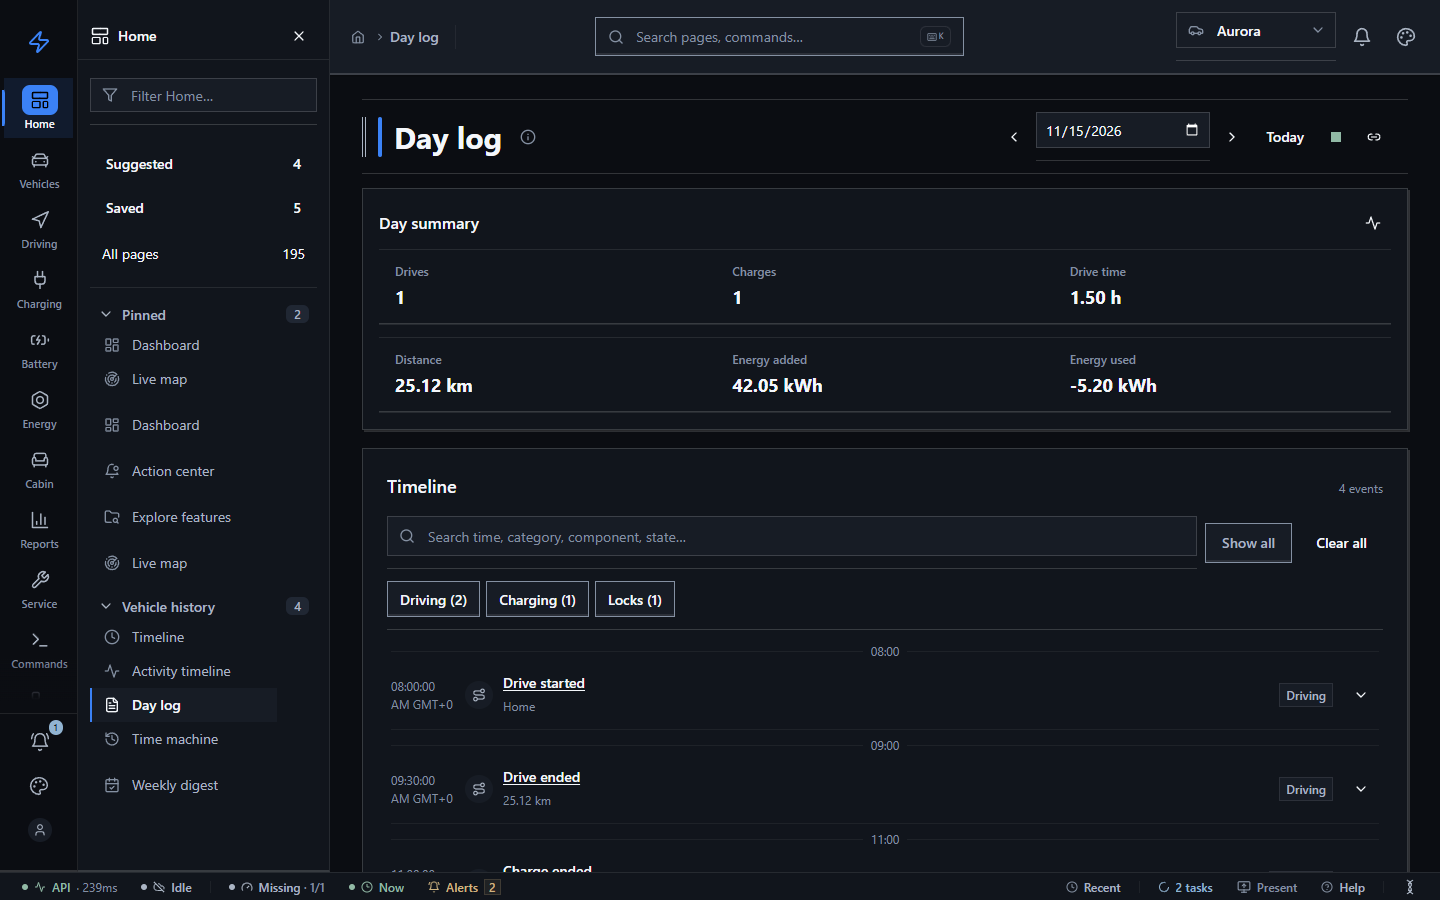 Home
Vehicles
Driving
Charging
Battery
Energy
Cabin
Reports
Service
Commands
1
Home
Filter Home...
Suggested 4
Saved 5
All pages 195
Pinned 2
Dashboard
Live map
Dashboard
Action center
Explore features
Live map
Vehicle history 4
Timeline
Activity timeline
Day log
Time machine
Weekly digest
Day log
Search pages, commands...
K
Aurora
Day log
11/15/2026
Today
Day summary
Drives Charges Drive time
1 1 1.50 h
Distance Energy added Energy used
25.12 km 42.05 kWh -5.20 kWh
Timeline
4 events
Search time, category, component, state...
Show all
Clear all
Driving (2) Charging (1) Locks (1)
08:00
08:00:00
AM GMT+0
Drive started
Home
Driving
09:00
09:30:00
AM GMT+0
Drive ended
25.12 km
Driving
11:00
Charge ended
API · 239ms
Idle
Missing · 1/1
Now
Alerts 2
Recent
2 tasks
Present
Help